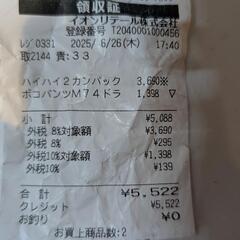 領収証
イオンリテール株式会社
登録番号 T2040001000456
レジ0331 2025/ 6/26(木) 17:40
取2144 責:33
ハイハイ2カンパック 3,690※
ポコパンツM74ドラ 1,398 ▽
小計 ¥5,088
外税 8%対象額 ¥3,690
外税 8% ¥295
外税10%対象額 ¥1,398
外税10% ¥139
合計 ¥5,522
クレジット ¥5,522
お釣り ¥0
お買上商品数:2